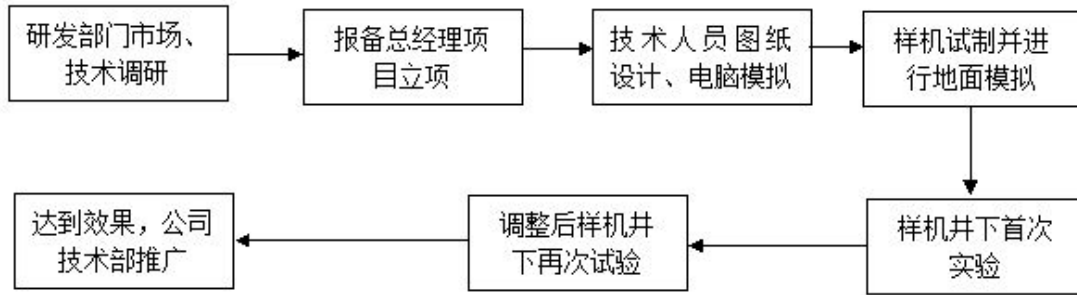 研发部门市场、
技术调研
报备总经理项
目立项
技术人员图纸
设计、电脑模拟
样机试制并进
行地面模拟
样机井下首次
实验
调整后样机井
下再次试验
达到效果，公司
技术部推广